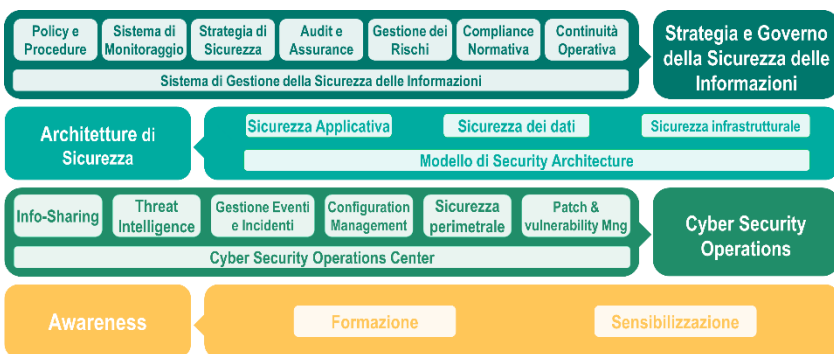 Policy e
Procedure
Sistema di
Monitoraggio
Strategia di
Sicurezza
Audit e
Assurance
Gestione dei
Rischi
Compliance
Normativa
Continuità
Operativa
Sistema di Gestione della Sicurezza delle Informazioni
Strategia e Governo
della Sicurezza delle
Informazioni
Architetture di
Sicurezza
Sicurezza Applicativa
Sicurezza dei dati
Sicurezza infrastrutturale
Modello di Security Architecture
Info-Sharing
Threat
Intelligence
Gestione Eventi
e Incidenti
Configuration
Management
Sicurezza
perimetrale
Patch &
vulnerability Mng
Cyber Security Operations Center
Cyber Security
Operations
Awareness
Formazione
Sensibilizzazione